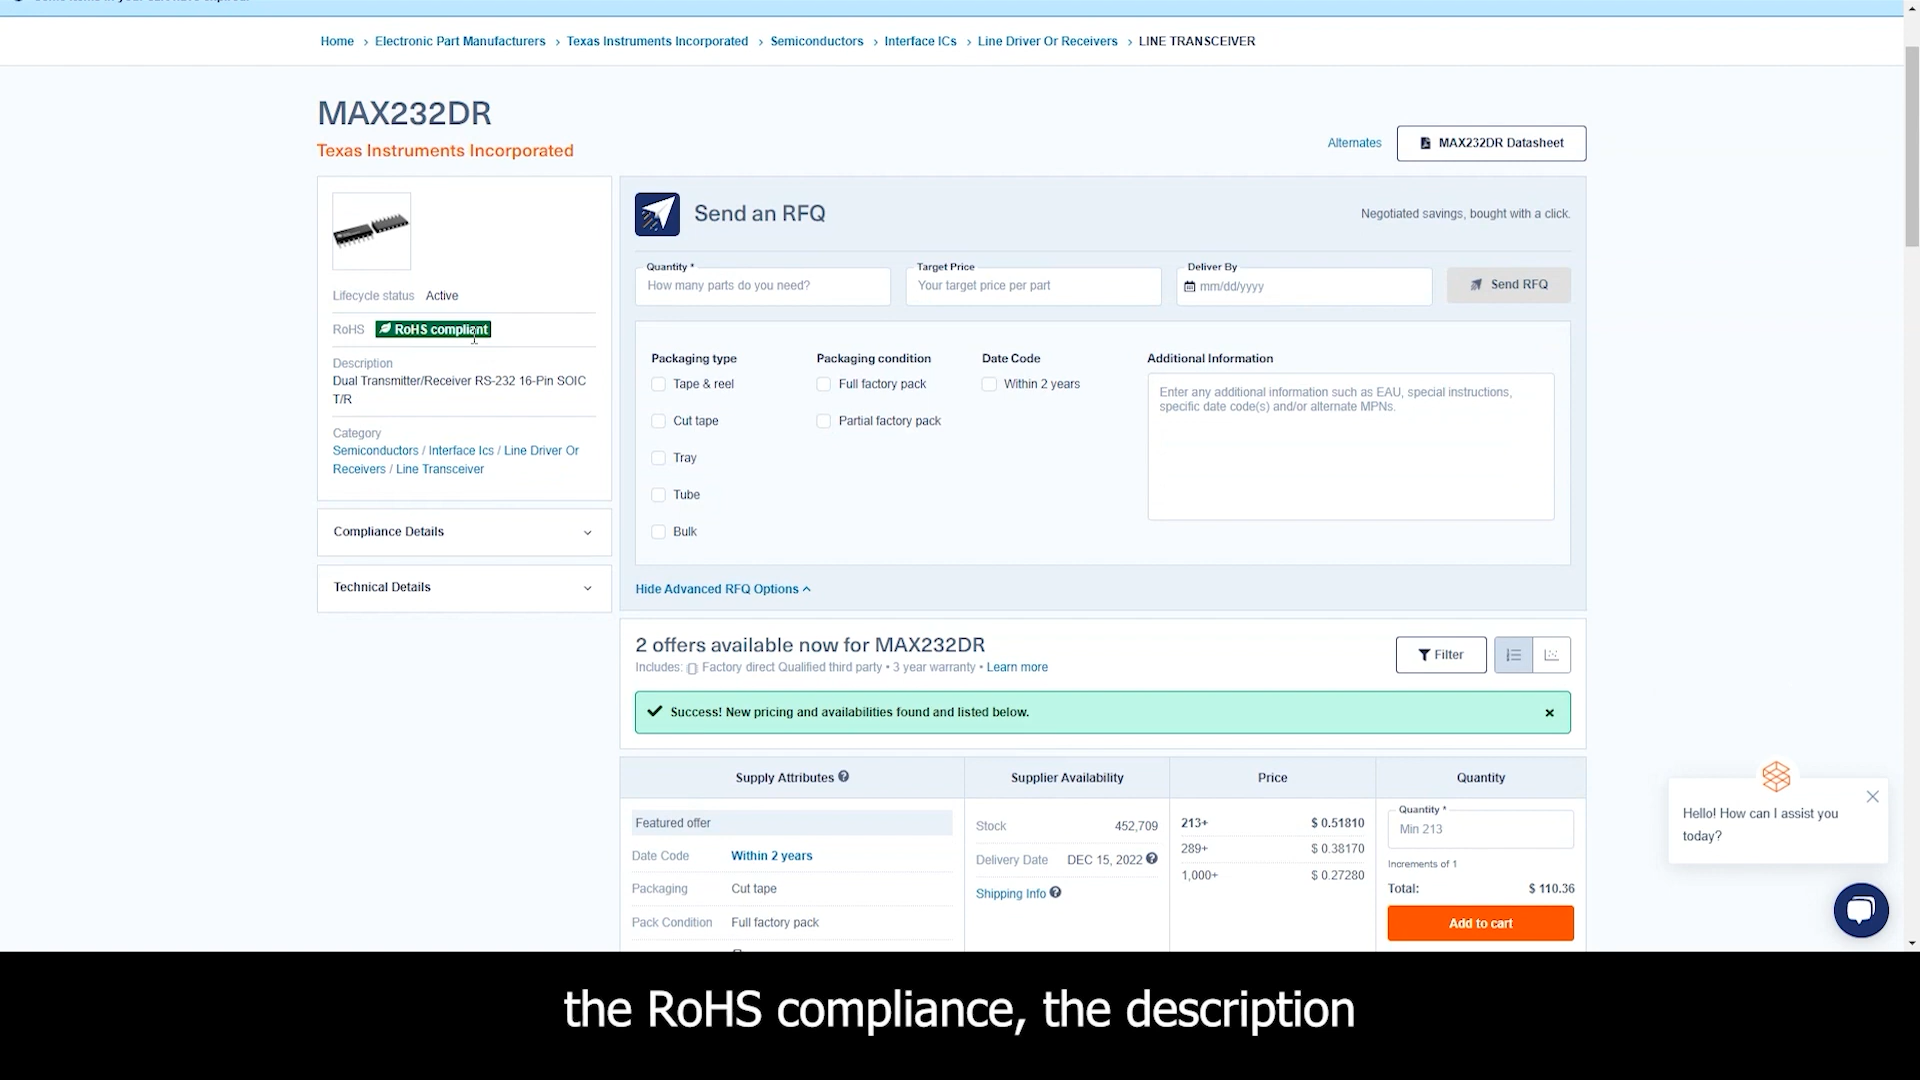 Home > Electronic Part Manufacturers > Texas Instruments Incorporated > Semiconductors > Interface ICs > Line Driver Or Receivers > LINE TRANSCEIVER
MAX232DR
Texas Instruments Incorporated
Alternates
MAX232DR Datasheet
Lifecycle status Active
RoHS RoHS compliant
Description
Dual Transmitter/Receiver RS-232 16-Pin SOIC
T/R
Category
Semiconductors / Interface Ics / Line Driver Or
Receivers / Line Transceiver
Compliance Details
Technical Details
Send an RFQ
Negotiated savings, bought with a click.
Quantity *
How many parts do you need?
Target Price
Your target price per part
Deliver By
mm/dd/yyyy
Send RFQ
Packaging type
Tape & reel
Cut tape
Tray
Tube
Bulk
Packaging condition
Full factory pack
Partial factory pack
Date Code
Within 2 years
Additional Information
Enter any additional information such as EAU, special instructions,
specific date code(s) and/or alternate MPNs.
Hide Advanced RFQ Options
2 offers available now for MAX232DR
Includes: Factory direct Qualified third party • 3 year warranty • Learn more
Filter
Success! New pricing and availabilities found and listed below.
Supply Attributes
Supplier Availability
Price
Quantity
Featured offer
Date Code Within 2 years
Packaging Cut tape
Pack Condition Full factory pack
Stock 452,709
Delivery Date DEC 15, 2022
Shipping Info
213+ $ 0.51810
289+ $ 0.38170
1,000+ $ 0.27280
Quantity *
Min 213
Increments of 1
Total: $ 110.36
Add to cart
Hello! How can I assist you
today?
the RoHS compliance, the description